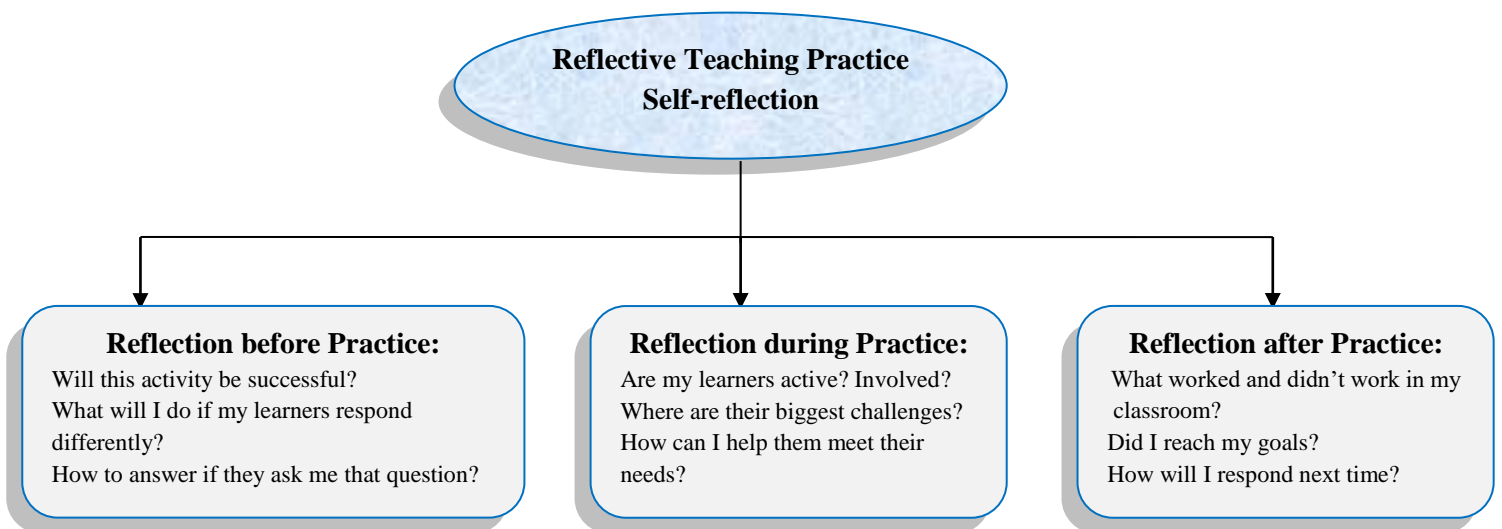 Reflective Teaching Practice
Self-reflection
Reflection before Practice:
Will this activity be successful?
What will I do if my learners respond
differently?
How to answer if they ask me that question?
Reflection during Practice:
Are my learners active? Involved?
Where are their biggest challenges?
How can I help them meet their
needs?
Reflection after Practice:
What worked and didn’t work in my
classroom?
Did I reach my goals?
How will I respond next time?